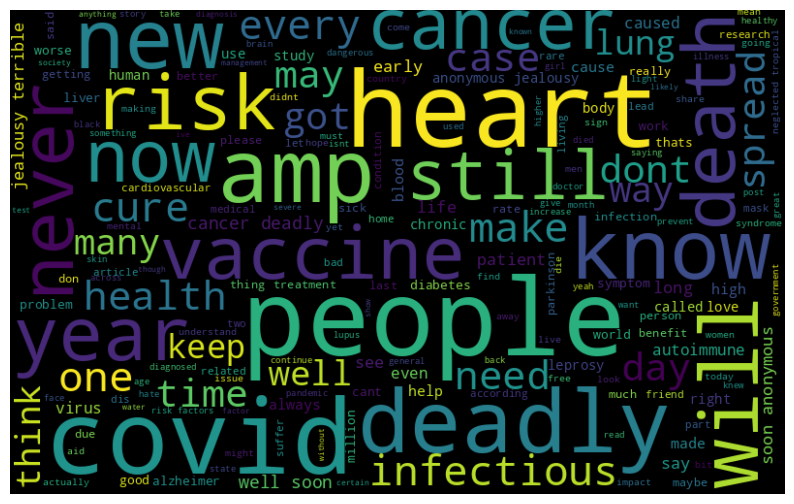 anything
story
take
diagnosis
said
brain
dangerous
known
society
management
worse
use
study
getting
human
better
new
every
cancer
case
lung
caused
cause
mean
healthy
research
going
illness
rare
girl
early
may
anonymous jealousy
really
country
light
likely
share
neglected tropical
death
spread
jealousy terrible
liver
making
didnt
risk
got
heart
body
lead
higher
sign
used
must
living
thats
work
died
saying
black
something
please
let
hope
isnt
never
now
amp
still
dont
condition
men
doctor
post
cardiovascular
blood
way
give
month
increase
mask
syndrome
great
test
cure
medical
severe
sick
home
life
rate
infection
prevent
mental
cancer deadly
yet
chronic
make
many
vaccine
know
skin
don
though
across
article
bad
patient
die
yeah
government
problem
health
thing treatment
last
diabetes
find
parkinson
symptom
long
high
called
love
want
women
show
two
understand
lupus
away
world
benefit
person
year
people
will
keep
related
continue
diagnosed
general
back
live
free
look
today
knew
autoimmune
leprosy
see
even
one
well
need
day
age
issue
time
face
hate
pandemic
cant
help
according
much friend
right
think
virus
dis
water
risk factors
factor
always
suffer
million
part
made
due
aid
covid
deadly
might
without
read
say
bit
maybe
soon anonymous
good
alzheimer
well soon
state
certain
infectious
impact
actually